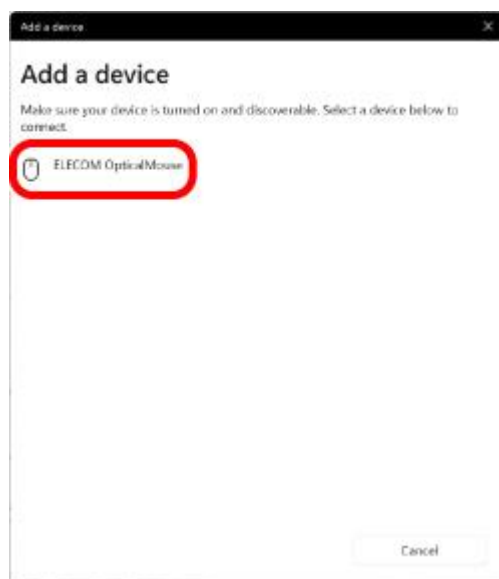 Add a device
Add a device
Make sure your device is turned on and discoverable. Select a device below to
connect.
ELECOM OpticalMouse
Cancel